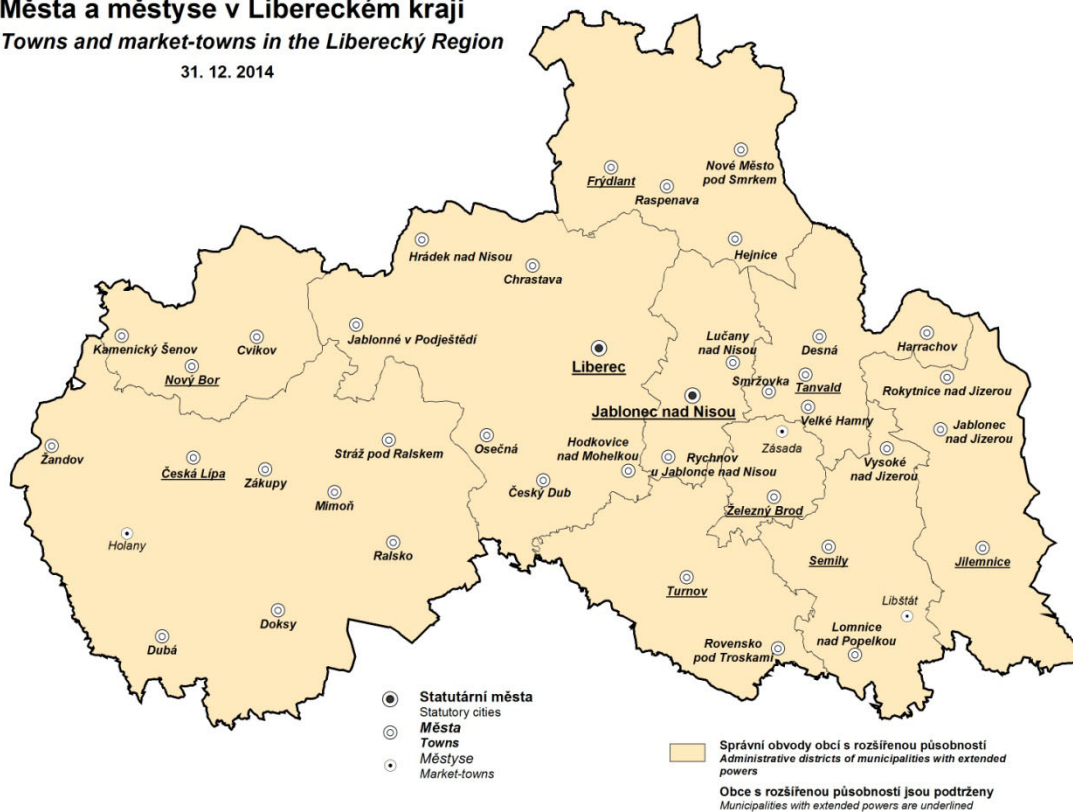 Města a městyse v Libereckém kraji
Towns and market-towns in the Liberecký Region
31. 12. 2014
Nové Město
pod Smrkem
Frýdlant
Raspenava
Hejnice
Hrádek nad Nisou
Chrastava
Kamenický Šenov
Cvikov
Jablonné v Podještědí
Nový Bor
Liberec
Lučany
nad Nisou
Desná
Harrachov
Smržovka
Tanvald
Rokytnice nad Jizerou
Jablonec nad Nisou
Velké Hamry
Jablonec
nad Jizerou
Žandov
Česká Lípa
Zákupy
Stráž pod Ralskem
Osečná
Hodkovice
nad Mohelkou
Rychnov
u Jablonce nad Nisou
Zásada
Vysoké
nad Jizerou
Mimoň
Český Dub
Železný Brod
Holany
Ralsko
Semily
Jilemnice
Turnov
Libštát
Doksy
Dubá
Rovensko
pod Troskami
Lomnice
nad Popelkou
Statutární města
Statutory cities
Města
Towns
Městyse
Market-towns
Správní obvody obcí s rozšířenou působností
Administrative districts of municipalities with extended
powers
Obce s rozšířenou působností jsou podtrženy
Municipalities with extended powers are underlined